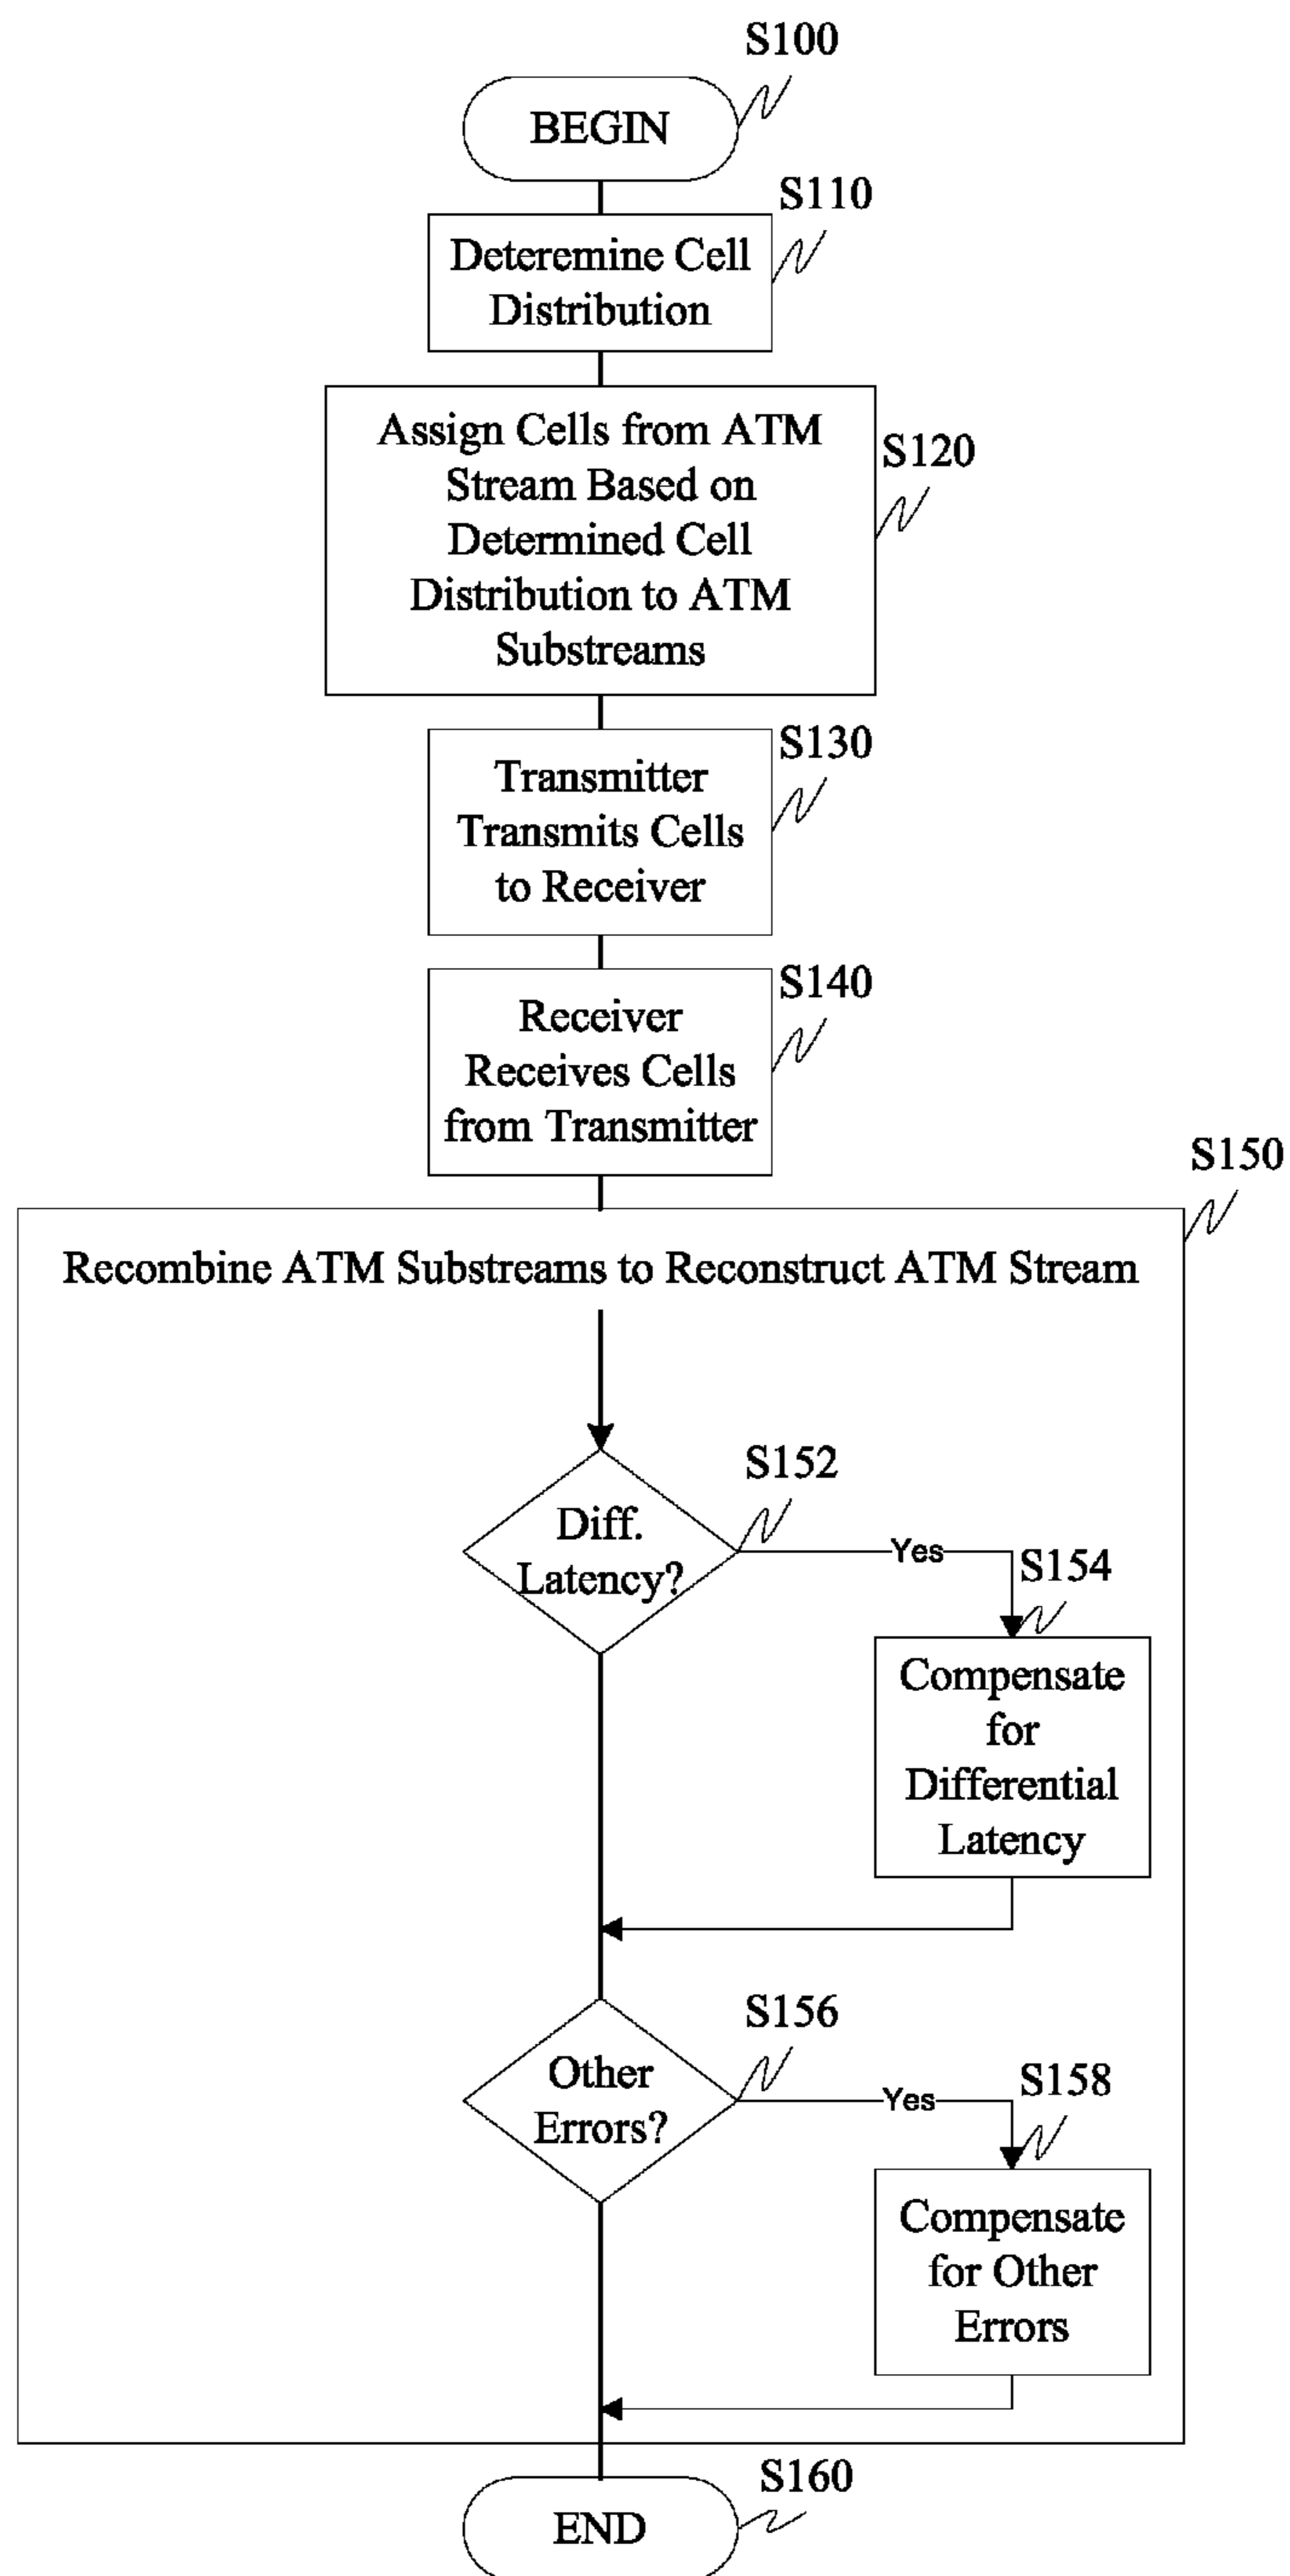 S100
BEGIN
S110
Deteremine Cell
Distribution
Assign Cells from ATM
Stream Based on
Determined Cell
Distribution to ATM
Substreams
S120
S130
Transmitter
Transmits Cells
to Receiver
S140
Receiver
Receives Cells
from Transmitter
S150
Recombine ATM Substreams to Reconstruct ATM Stream
S152
Diff.
Latency?
Yes
S154
Compensate
for
Differential
Latency
S156
Other
Errors?
Yes
S158
Compensate
for Other
Errors
S160
END